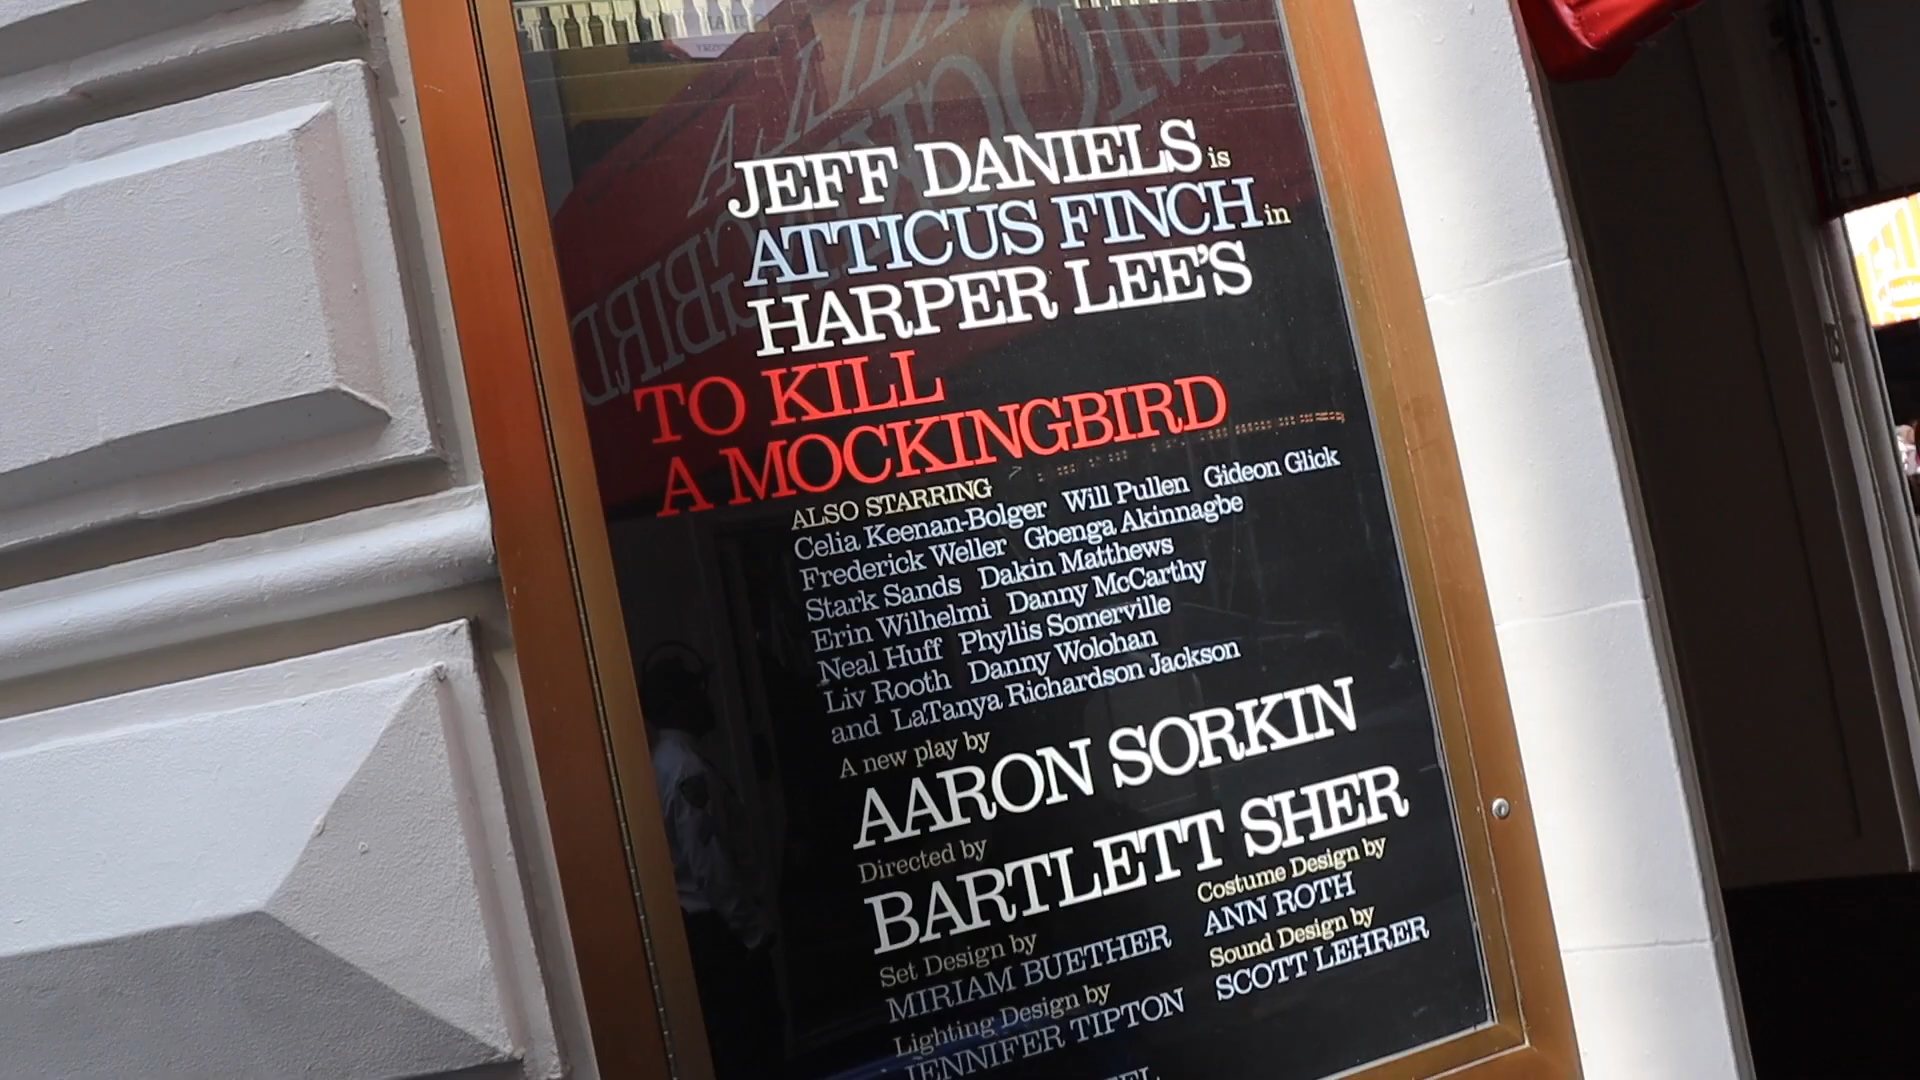 JEFF DANIELS is
ATTICUS FINCH in
HARPER LEE'S
TO KILL
A MOCKINGBIRD
ALSO STARRING
Celia Keenan-Bolger Will Pullen Gideon Glick
Frederick Weller Gbenga Akinnagbe
Stark Sands Dakin Matthews
Erin Wilhelmi Danny McCarthy
Neal Huff Phyllis Somerville
Liv Rooth Danny Wolohan
and LaTanya Richardson Jackson
A new play by
AARON SORKIN
Directed by
BARTLETT SHER
Set Design by
MIRIAM BUETHER
Costume Design by
ANN ROTH
Lighting Design by
JENNIFER TIPTON
Sound Design by
SCOTT LEHRER